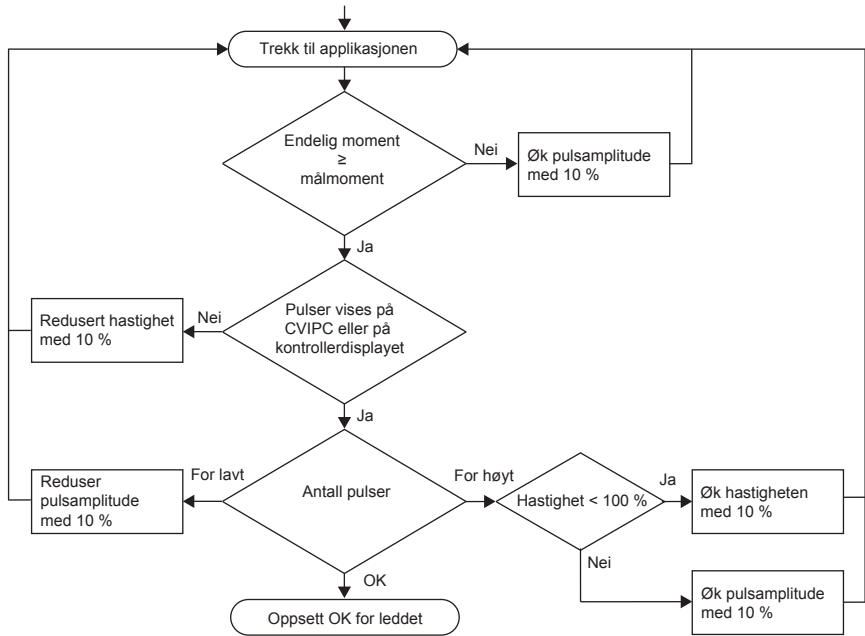 Trekk til applikasjonen
Endelig moment
≥
målmoment
Nei
Øk pulsamplitude
med 10 %
Ja
Pulser vises på
CVIPC eller på
kontrollerdisplayet
Nei
Redusert hastighet
med 10 %
Ja
Antall pulser
For lavt
Reduser
pulsamplitude
med 10 %
For høyt
Hastighet < 100 %
Ja
Øk hastigheten
med 10 %
Nei
Øk pulsamplitude
med 10 %
OK
Oppsett OK for leddet